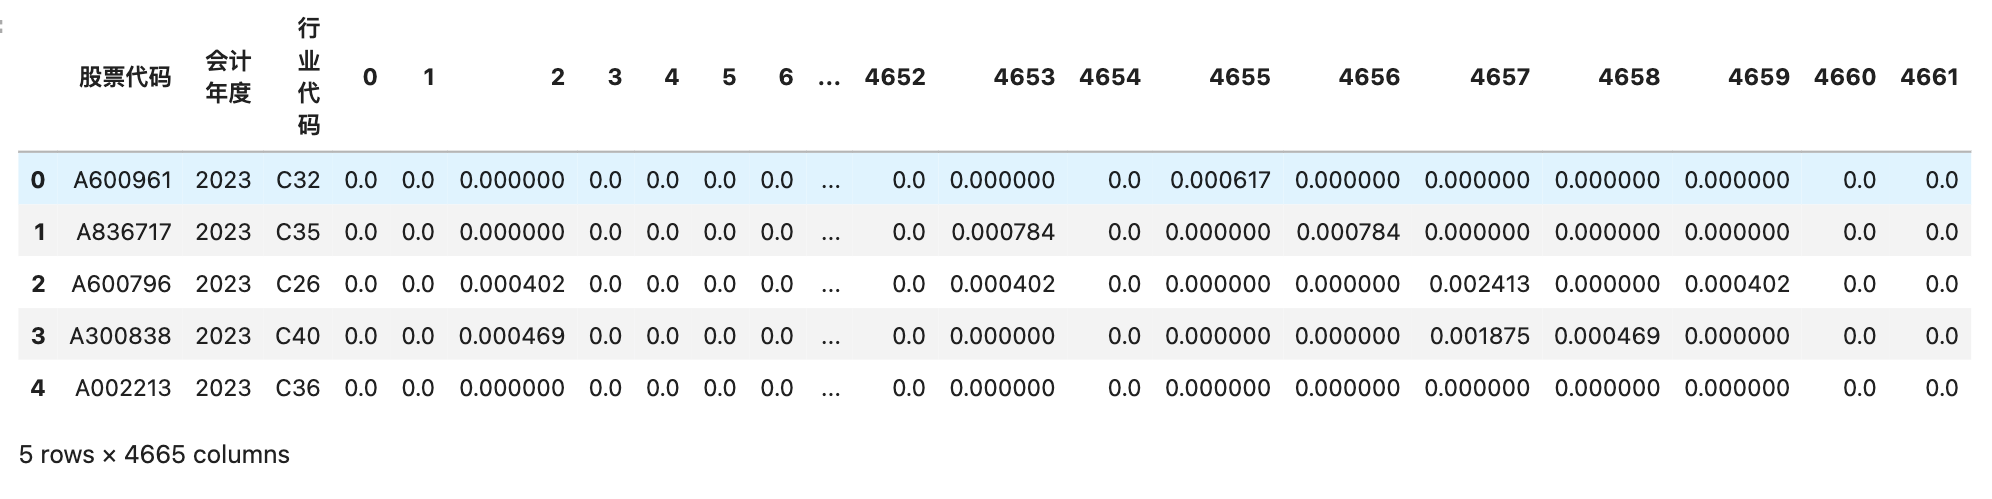 股票代码 会计年度 行业代码 0 1 2 3 4 5 6 ... 4652 4653 4654 4655 4656 4657 4658 4659 4660 4661
0 A600961 2023 C32 0.0 0.0 0.000000 0.0 0.0 0.0 0.0 ... 0.0 0.000000 0.0 0.000617 0.000000 0.000000 0.000000 0.000000 0.0 0.0
1 A836717 2023 C35 0.0 0.0 0.000000 0.0 0.0 0.0 0.0 ... 0.0 0.000784 0.0 0.000000 0.000784 0.000000 0.000000 0.000000 0.0 0.0
2 A600796 2023 C26 0.0 0.0 0.000402 0.0 0.0 0.0 0.0 ... 0.0 0.000402 0.0 0.000000 0.000000 0.002413 0.000000 0.000402 0.0 0.0
3 A300838 2023 C40 0.0 0.0 0.000469 0.0 0.0 0.0 0.0 ... 0.0 0.000000 0.0 0.000000 0.000000 0.001875 0.000469 0.000000 0.0 0.0
4 A002213 2023 C36 0.0 0.0 0.000000 0.0 0.0 0.0 0.0 ... 0.0 0.000000 0.0 0.000000 0.000000 0.000000 0.000000 0.000000 0.0 0.0
5 rows × 4665 columns